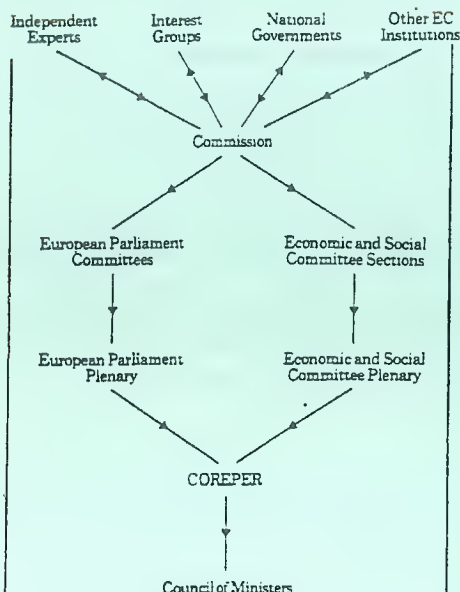 Independent
Experts
Interest
Groups
National
Governments
Other EC
Institutions
Commission
European Parliament
Committees
Economic and Social
Committee Sections
European Parliament
Plenary
Economic and Social
Committee Plenary
COREPER
Council of Ministers